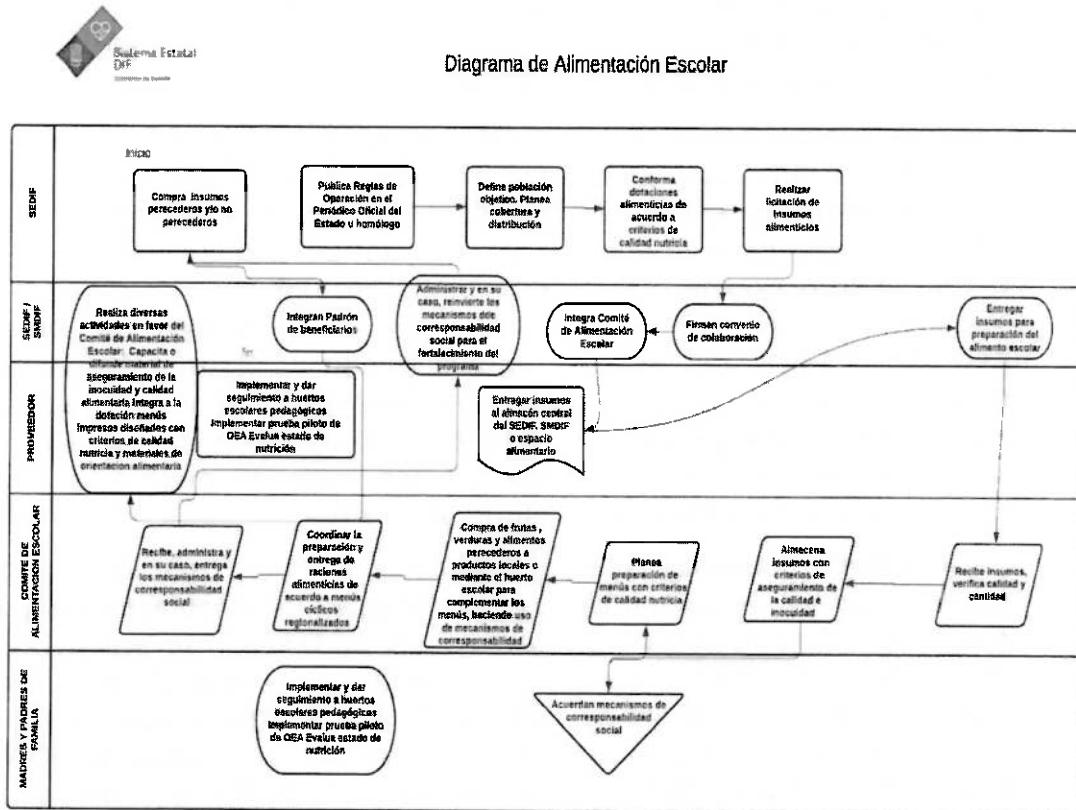 Sistema Estatal
DIF
Diagrama de Alimentación Escolar
SEDIF
Inicio
Compra insumos
perecederos y/o no
perecederos
Publica Reglas de
Operación en el
Periódico Oficial del
Estado u homólogo
Define población
objetivo. Planea
cobertura y
distribución
Conforma
dotaciones
alimenticias de
acuerdo a
criterios de
calidad nutricia
Realizar
licitación de
insumos
alimenticios
SEDIF /
SMDIF
Realiza diversas
actividades en favor del
Comité de Alimentación
Escolar: Capacita o
difunde material de
aseguramiento de la
inocuidad y calidad
alimentaria Integra a la
dotación menús
impresos diseñados con
criterios de calidad
nutricia y materiales de
orientación alimentaria
Integran Padrón
de beneficiarios
Administrar y en su
caso, reinvierte los
mecanismos dde
corresponsabilidad
social para el
fortalecimiento del
programa
Integra Comité
de Alimentación
Escolar
Firman convenio
de colaboración
Entregar
insumos para
preparación del
alimento escolar
PROVEEDOR
Implementar y dar
seguimiento a huertos
escolares pedagógicos
Implementar prueba piloto
de OEA Evalue estado de
nutrición
Entregar insumos
al almacén central
del SEDIF, SMDIF
o espacio
alimentario
COMITÉ DE
ALIMENTACION ESCOLAR
Recibe, administra y
en su caso, entrega
los mecanismos de
corresponsabilidad
social
Coordinar la
preparación y
entrega de
raciones
alimenticias de
acuerdo a menús
cíclicos
regionalizados
Compra de frutas ,
verduras y alimentos
perecederos a
productos locales o
mediante el huerto
escolar para
complementar los
menús, haciendo uso
de mecanismos de
corresponsabilidad
Planea
preparación de
menús con criterios
de calidad nutricia
Almacena
insumos con
criterios de
aseguramiento de
la calidad e
inocuidad
Recibe insumos,
verifica calidad y
cantidad
MADRES Y PADRES DE
FAMILIA
Implementar y dar
seguimiento a huertos
escolares pedagógicos
Implementar prueba piloto
de OEA Evalue estado de
nutrición
Acuerdan mecanismos de
corresponsabilidad
social